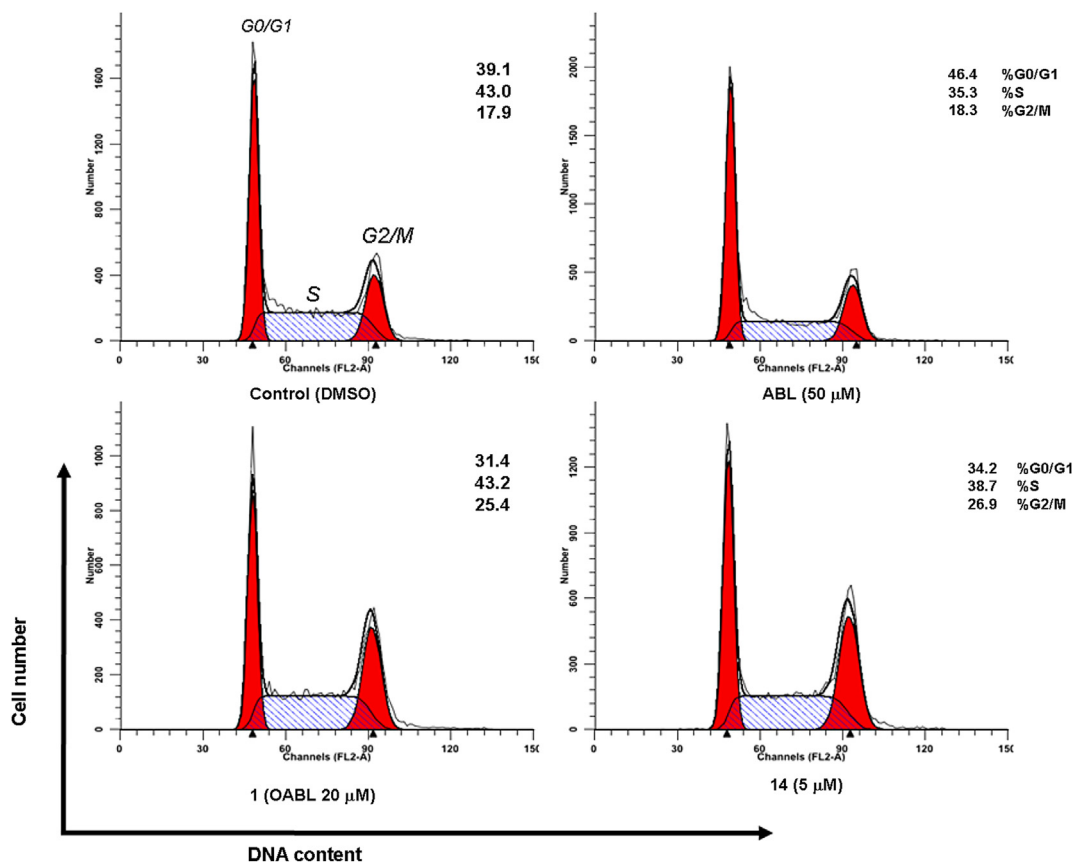 G0/G1
39.1
43.0
17.9
G2/M
S
Number
1600
1200
800
400
0
0 30 60 90 120 150
Channels (FL2-A)
Control (DMSO)
46.4 %G0/G1
35.3 %S
18.3 %G2/M
Number
2000
1500
1000
500
0
0 30 60 90 120 150
Channels (FL2-A)
ABL (50 μM)
31.4
43.2
25.4
Number
1000
800
600
400
200
0
0 30 60 90 120 150
Channels (FL2-A)
1 (OABL 20 μM)
34.2 %G0/G1
38.7 %S
26.9 %G2/M
Number
1200
900
600
300
0
0 30 60 90 120 150
Channels (FL2-A)
14 (5 μM)
Cell number
DNA content